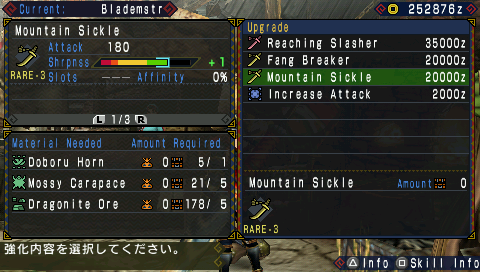 Current: Blademstr
252876z
Mountain Sickle
Attack 180
Shrpnss +1
RARE-3 Slots --- Affinity 0%
L 1/3 R
Material Needed Amount Required
Doboru Horn 0 5/ 1
Mossy Carapace 0 21/ 5
Dragonite Ore 0 178/ 5
Upgrade
Reaching Slasher 35000z
Fang Breaker 20000z
Mountain Sickle 20000z
Increase Attack 2000z
Mountain Sickle Amount 0
RARE-3
強化内容を選択してください。
Info Skill Info